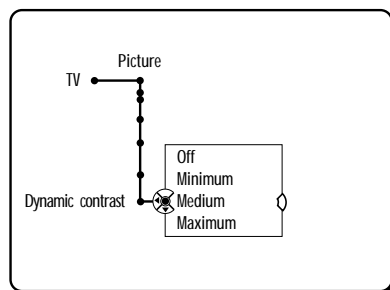 Picture
TV
Off
Minimum
Dynamic contrast
Medium
Maximum